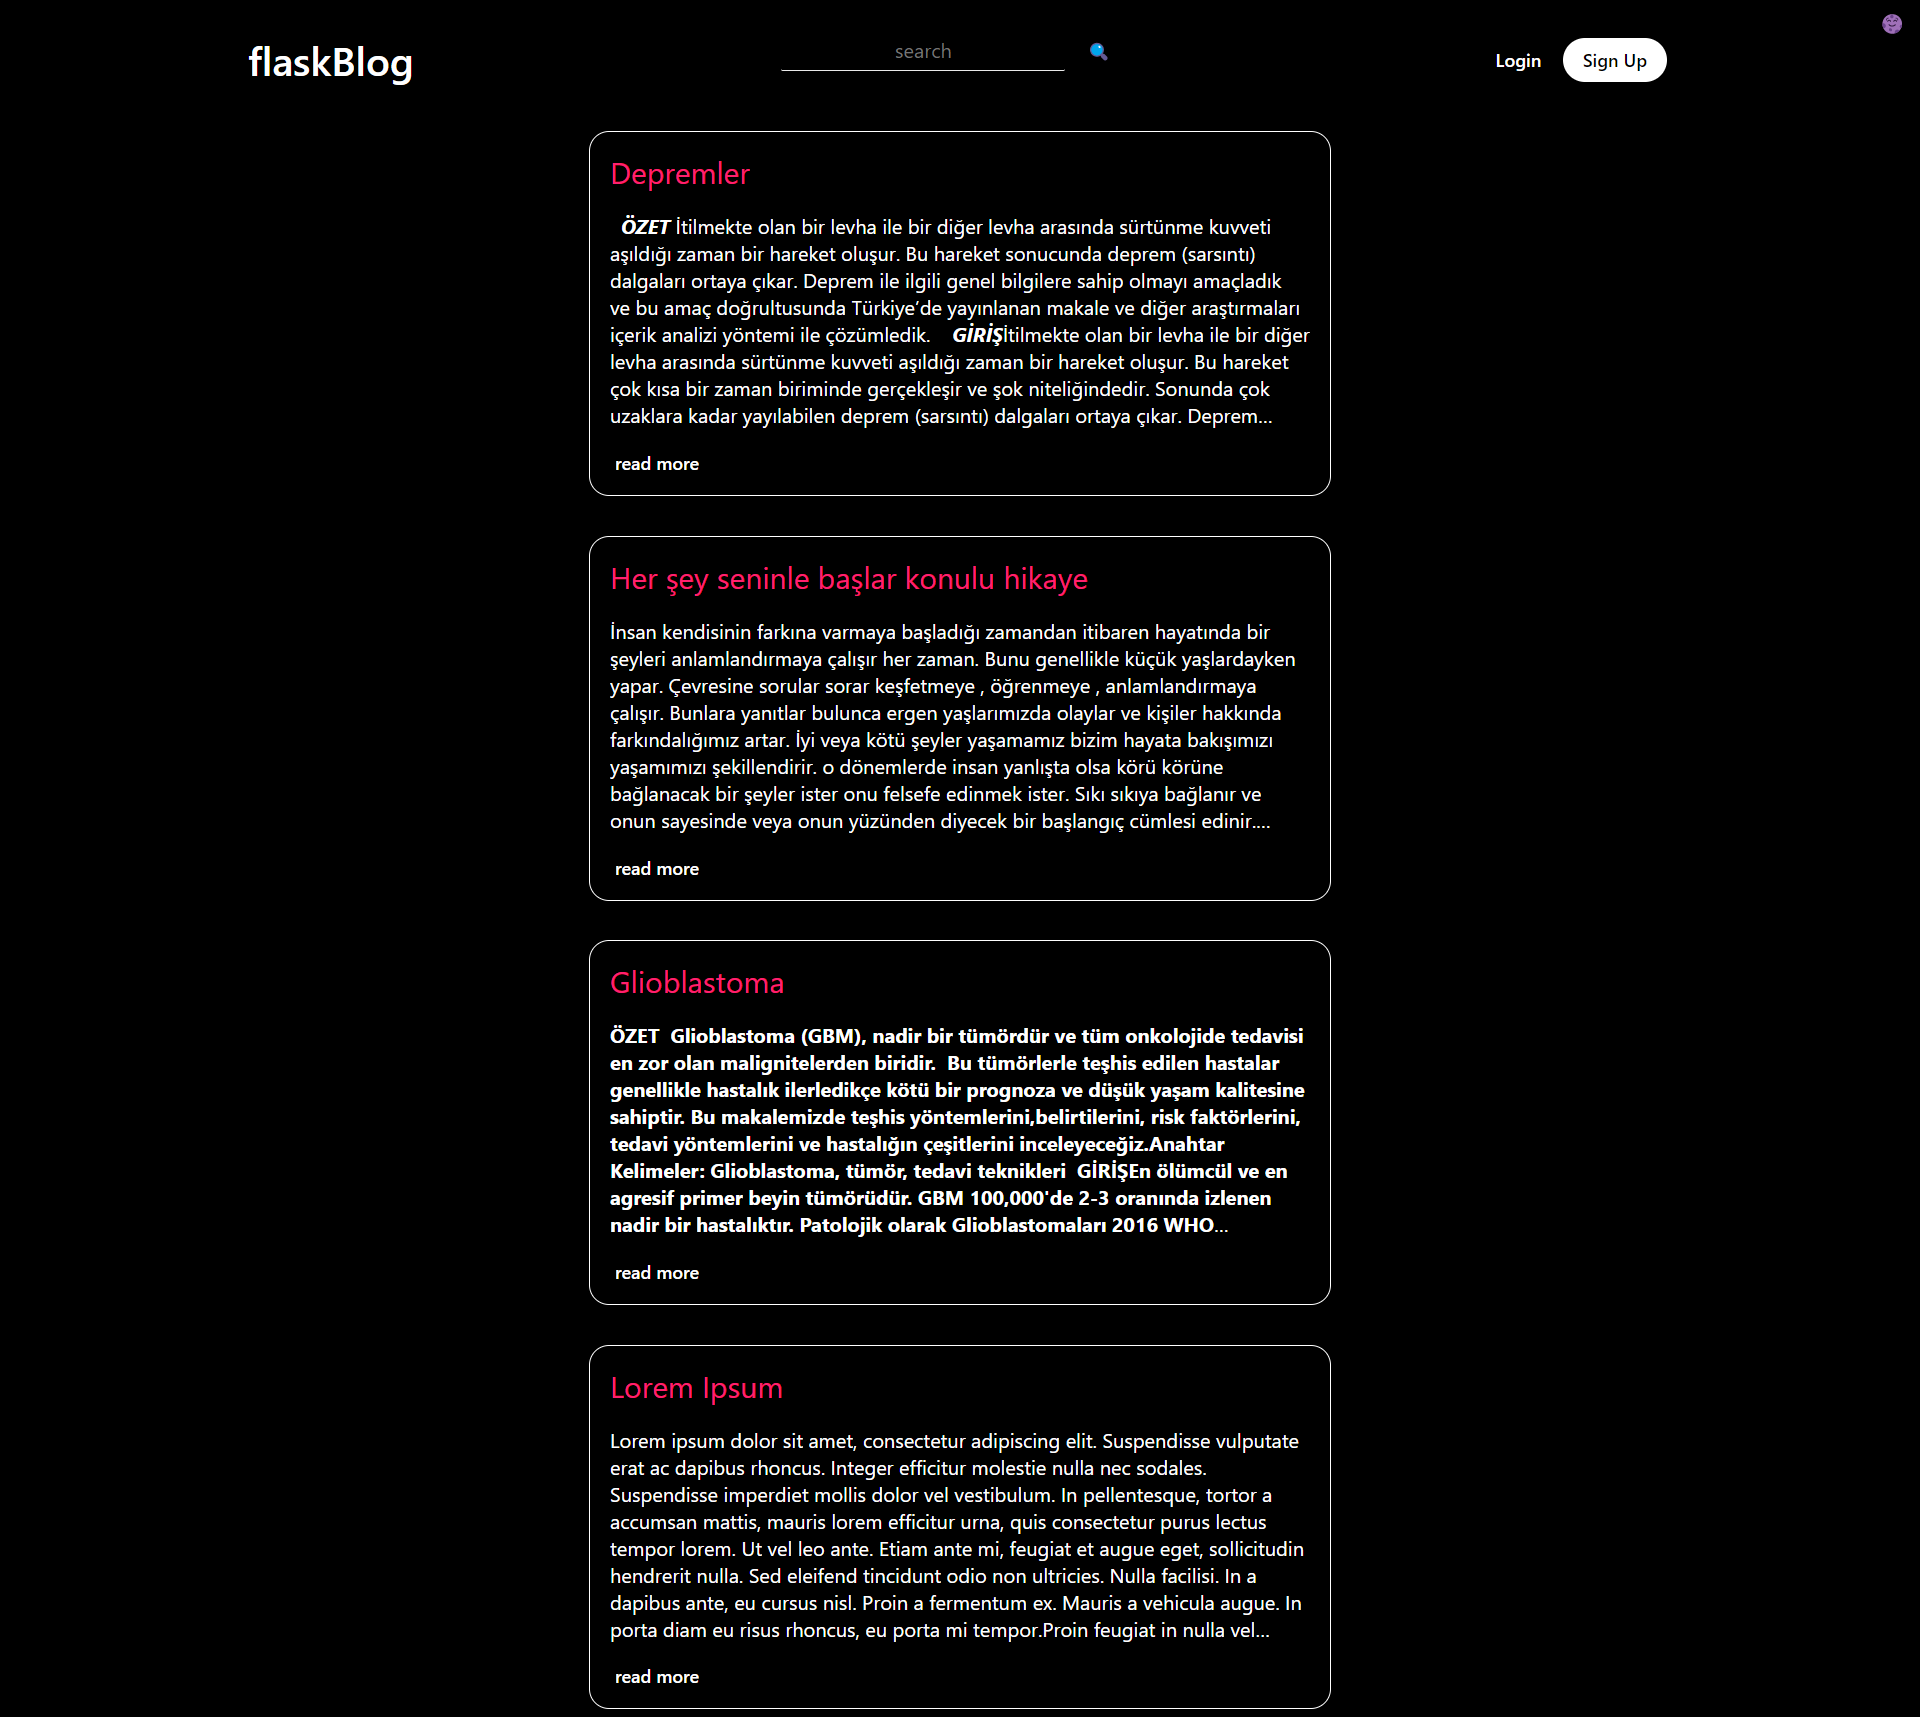 flaskBlog
search
Login
Sign Up
Depremler
ÖZET İtilmekte olan bir levha ile bir diğer levha arasında sürtünme kuvveti
aşıldığı zaman bir hareket oluşur. Bu hareket sonucunda deprem (sarsıntı)
dalgaları ortaya çıkar. Deprem ile ilgili genel bilgilere sahip olmayı amaçladık
ve bu amaç doğrultusunda Türkiye’de yayınlanan makale ve diğer araştırmaları
içerik analizi yöntemi ile çözümledik. GİRİŞİtilmekte olan bir levha ile bir diğer
levha arasında sürtünme kuvveti aşıldığı zaman bir hareket oluşur. Bu hareket
çok kısa bir zaman biriminde gerçekleşir ve şok niteliğindedir. Sonunda çok
uzaklara kadar yayılabilen deprem (sarsıntı) dalgaları ortaya çıkar. Deprem...
read more
Her şey seninle başlar konulu hikaye
İnsan kendisinin farkına varmaya başladığı zamandan itibaren hayatında bir
şeyleri anlamlandırmaya çalışır her zaman. Bunu genellikle küçük yaşlardayken
yapar. Çevresine sorular sorar keşfetmeye , öğrenmeye , anlamlandırmaya
çalışır. Bunlara yanıtlar bulunca ergen yaşlarımızda olaylar ve kişiler hakkında
farkındalığımız artar. İyi veya kötü şeyler yaşamamız bizim hayata bakışımızı
yaşamımızı şekillendirir. o dönemlerde insan yanlışta olsa körü körüne
bağlanacak bir şeyler ister onu felsefe edinmek ister. Sıkı sıkıya bağlanır ve
onun sayesinde veya onun yüzünden diyecek bir başlangıç cümlesi edinir....
read more
Glioblastoma
ÖZET  Glioblastoma (GBM), nadir bir tümördür ve tüm onkolojide tedavisi
en zor olan malignitelerden biridir.  Bu tümörlerle teşhis edilen hastalar
genellikle hastalık ilerledikçe kötü bir prognoza ve düşük yaşam kalitesine
sahiptir. Bu makalemizde teşhis yöntemlerini,belirtilerini, risk faktörlerini,
tedavi yöntemlerini ve hastalığın çeşitlerini inceleyeceğiz.Anahtar
Kelimeler: Glioblastoma, tümör, tedavi teknikleri  GİRİŞEn ölümcül ve en
agresif primer beyin tümörüdür. GBM 100,000'de 2-3 oranında izlenen
nadir bir hastalıktır. Patolojik olarak Glioblastomaları 2016 WHO...
read more
Lorem Ipsum
Lorem ipsum dolor sit amet, consectetur adipiscing elit. Suspendisse vulputate
erat ac dapibus rhoncus. Integer efficitur molestie nulla nec sodales.
Suspendisse imperdiet mollis dolor vel vestibulum. In pellentesque, tortor a
accumsan mattis, mauris lorem efficitur urna, quis consectetur purus lectus
tempor lorem. Ut vel leo ante. Etiam ante mi, feugiat et augue eget, sollicitudin
hendrerit nulla. Sed eleifend tincidunt odio non ultricies. Nulla facilisi. In a
dapibus ante, eu cursus nisl. Proin a fermentum ex. Mauris a vehicula augue. In
porta diam eu risus rhoncus, eu porta mi tempor.Proin feugiat in nulla vel...
read more